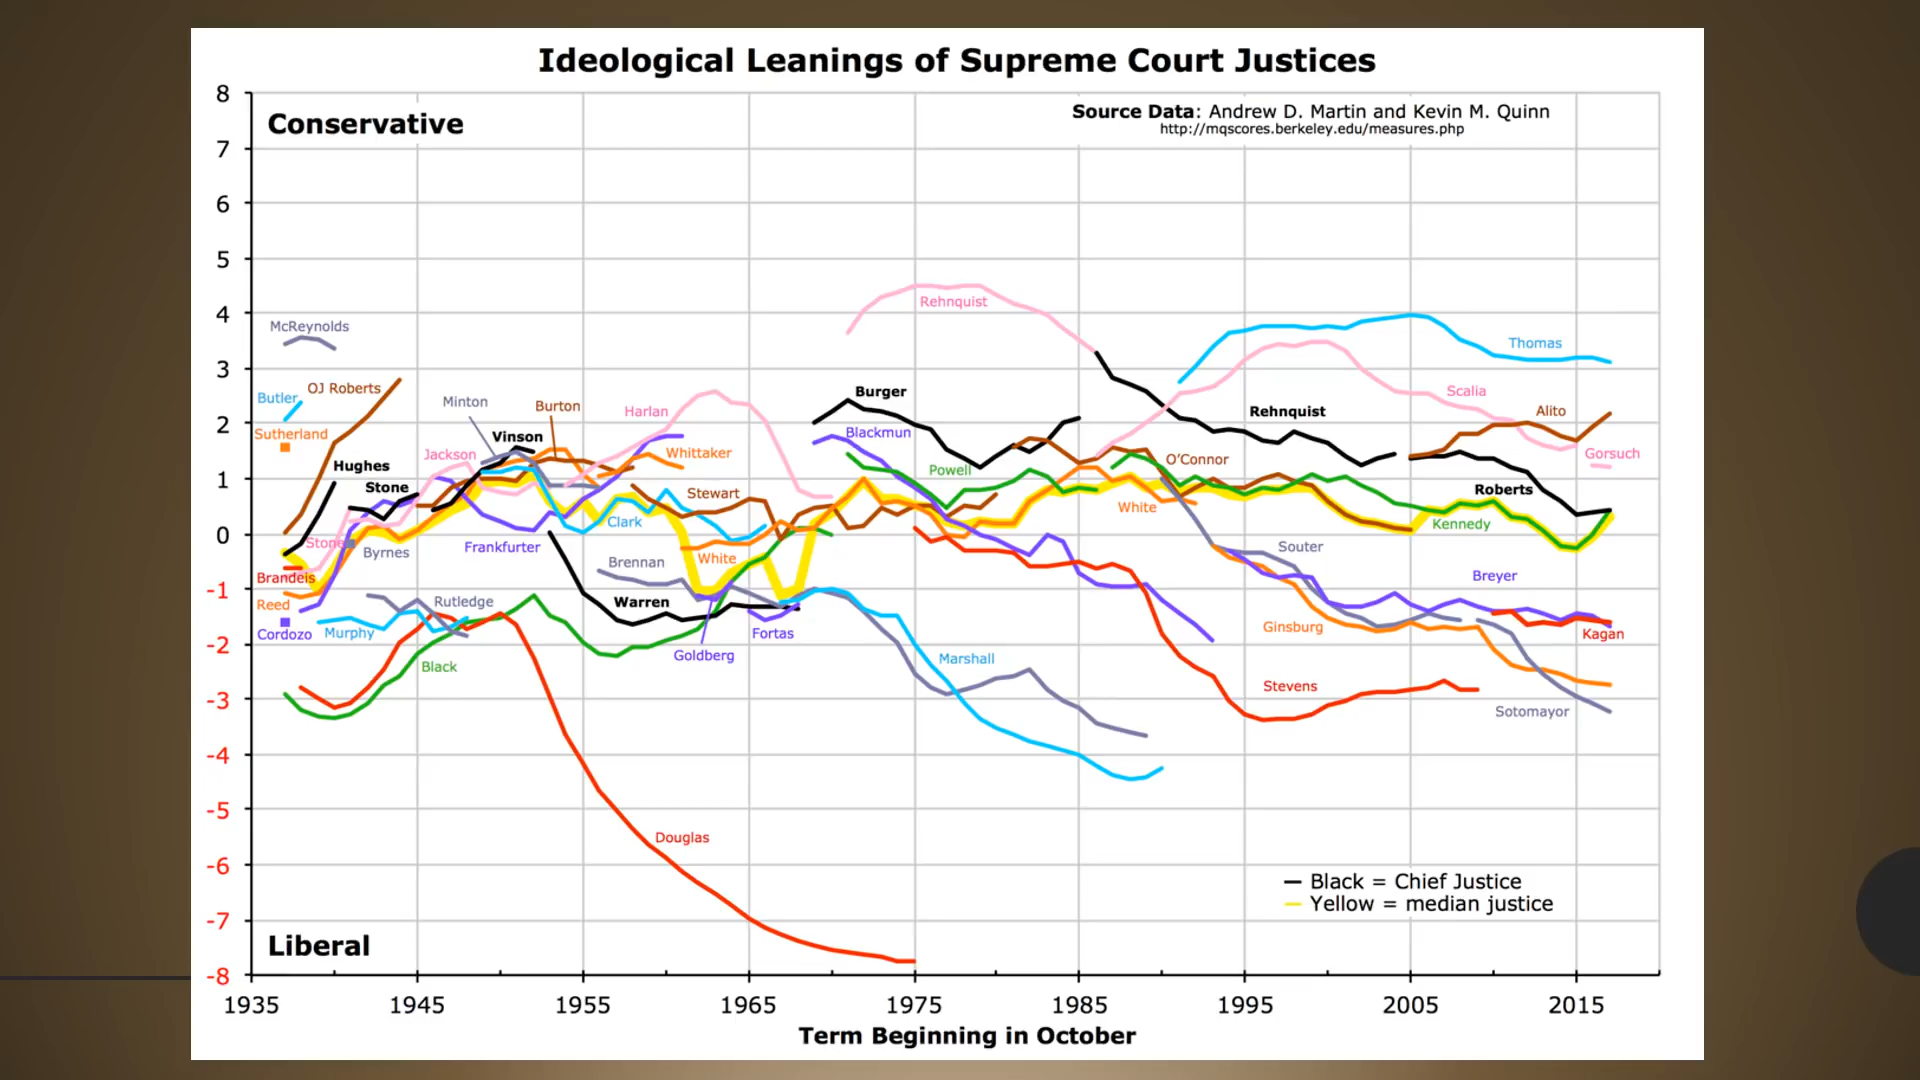 Ideological Leanings of Supreme Court Justices
8
Conservative
Source Data: Andrew D. Martin and Kevin M. Quinn
http://mqscores.berkeley.edu/measures.php
7
6
5
4
Rehnquist
McReynolds
Thomas
3
OJ Roberts
Butler
Burger
Scalia
Minton
Burton
Harlan
Rehnquist
Alito
2
Sutherland
Vinson
Blackmun
Jackson
Whittaker
Gorsuch
Hughes
O'Connor
Powell
1
Stone
Stewart
Roberts
White
Clark
Kennedy
0
Stone
Byrnes
Frankfurter
White
Souter
Brennan
Brandeis
Breyer
-1
Reed
Rutledge
Warren
Cordozo
Murphy
Fortas
Ginsburg
Kagan
-2
Goldberg
Marshall
Black
Stevens
-3
Sotomayor
-4
-5
Douglas
-6
Black = Chief Justice
Yellow = median justice
-7
Liberal
-8
1935 1945 1955 1965 1975 1985 1995 2005 2015
Term Beginning in October